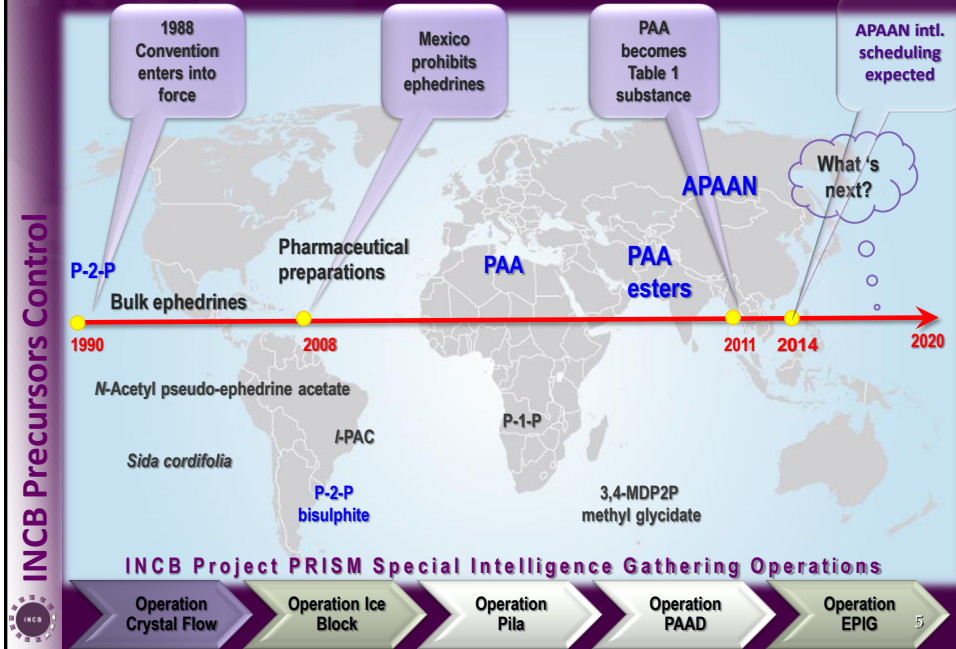 1988
Convention
enters into
force
Mexico
prohibits
ephedrines
PAA
becomes
Table 1
substance
APAAN intl.
scheduling
expected
What 's
next?
APAAN
P-2-P
Bulk ephedrines
Pharmaceutical
preparations
PAA
PAA
esters
1990
2008
2011
2014
2020
N-Acetyl pseudo-ephedrine acetate
l-PAC
P-1-P
Sida cordifolia
P-2-P
bisulphite
3,4-MDP2P
methyl glycidate
INCB Precursors Control
INCB Project PRISM Special Intelligence Gathering Operations
INCB
Operation
Crystal Flow
Operation Ice
Block
Operation
Pila
Operation
PAAD
Operation
EPIG
5